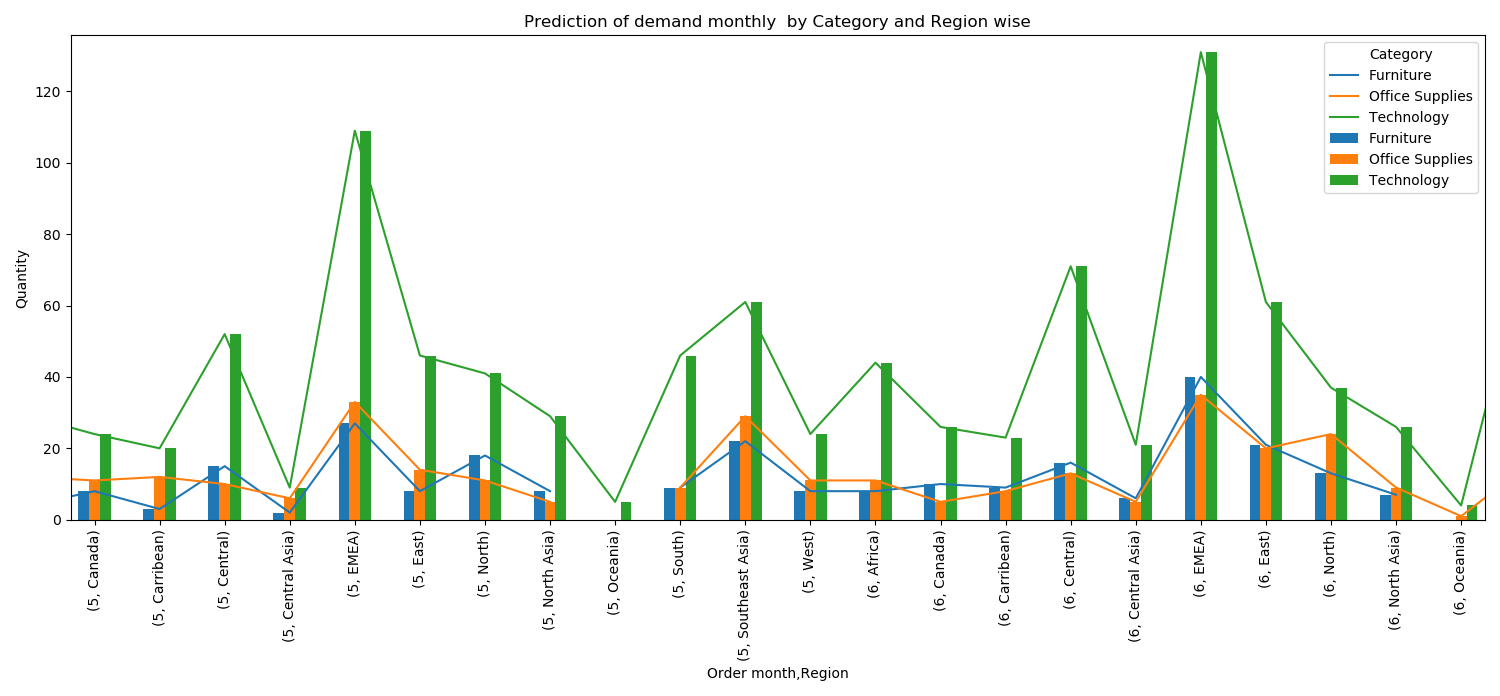 Prediction of demand monthly  by Category and Region wise
Category
Furniture
Office Supplies
Technology
Furniture
Office Supplies
Technology
Quantity
120
100
80
60
40
20
0
(5, Canada)
(5, Carribean)
(5, Central)
(5, Central Asia)
(5, EMEA)
(5, East)
(5, North)
(5, North Asia)
(5, Oceania)
(5, South)
(5, Southeast Asia)
(5, West)
(6, Africa)
(6, Canada)
(6, Carribean)
(6, Central)
(6, Central Asia)
(6, EMEA)
(6, East)
(6, North)
(6, North Asia)
(6, Oceania)
Order month,Region